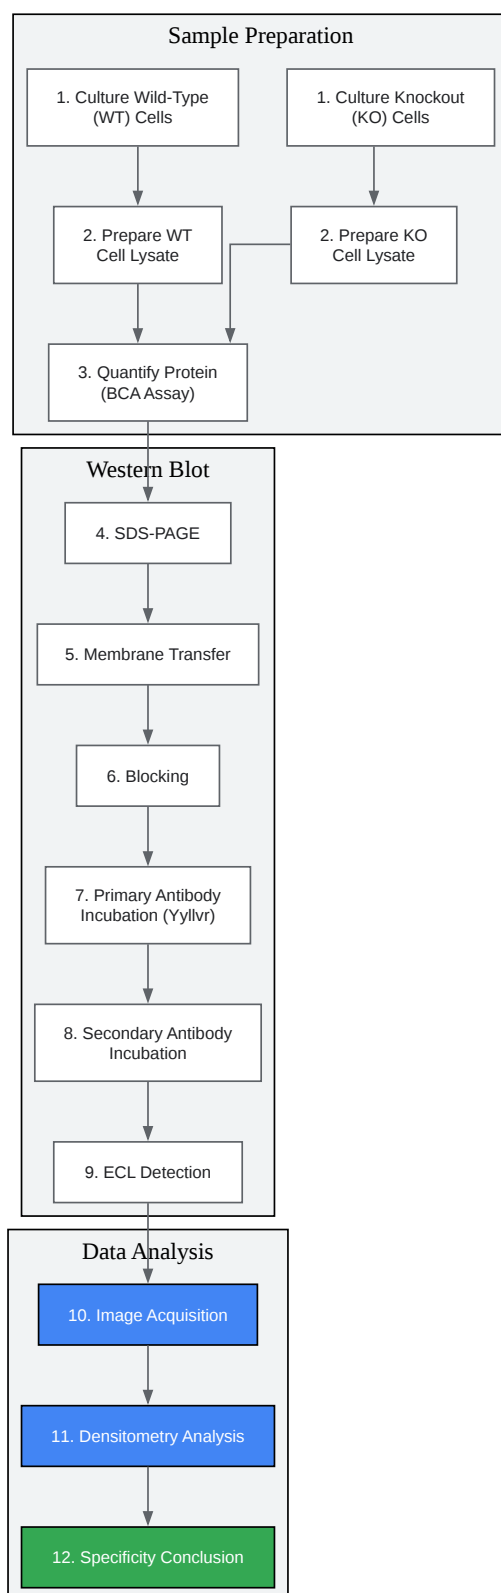 Sample Preparation
1. Culture Wild-Type
(WT) Cells
1. Culture Knockout
(KO) Cells
2. Prepare WT
Cell Lysate
2. Prepare KO
Cell Lysate
3. Quantify Protein
(BCA Assay)
Western Blot
4. SDS-PAGE
5. Membrane Transfer
6. Blocking
7. Primary Antibody
Incubation (Yyllvr)
8. Secondary Antibody
Incubation
9. ECL Detection
Data Analysis
10. Image Acquisition
11. Densitometry Analysis
12. Specificity Conclusion